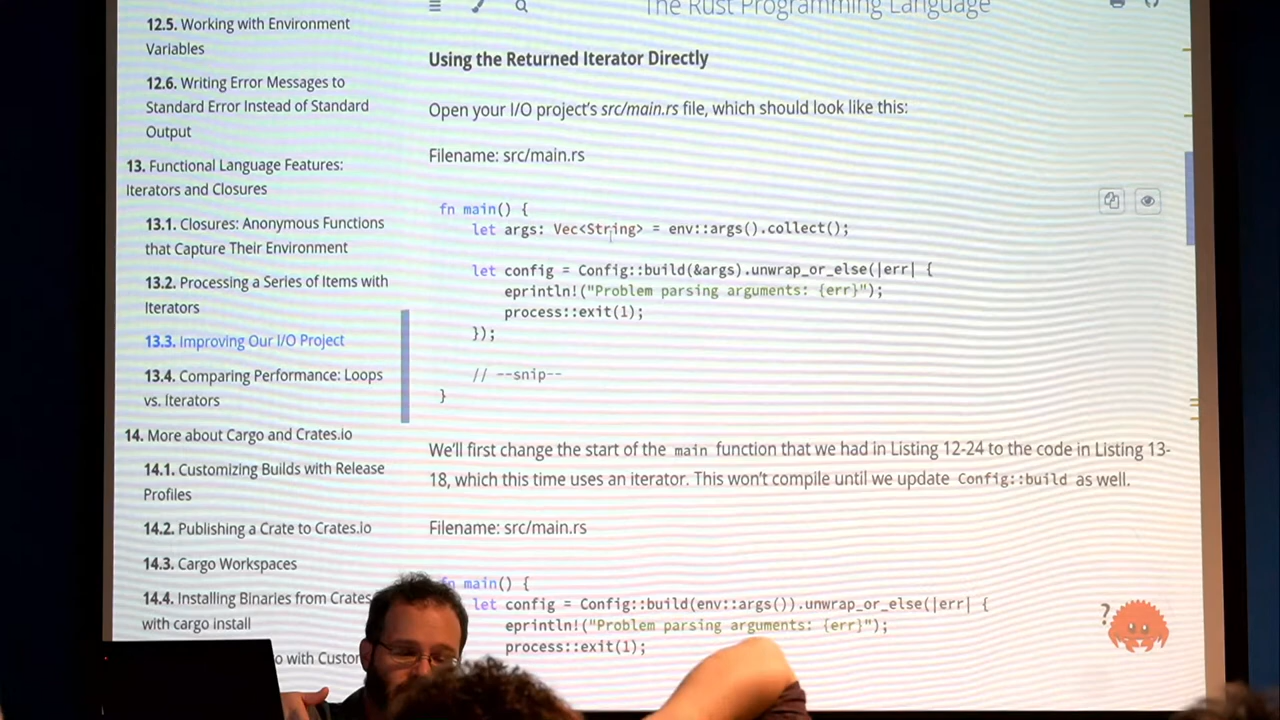 The Rust Programming Language
12.5. Working with Environment
Variables
12.6. Writing Error Messages to
Standard Error Instead of Standard
Output
13. Functional Language Features:
Iterators and Closures
13.1. Closures: Anonymous Functions
that Capture Their Environment
13.2. Processing a Series of Items with
Iterators
13.3. Improving Our I/O Project
13.4. Comparing Performance: Loops
vs. Iterators
14. More about Cargo and Crates.io
14.1. Customizing Builds with Release
Profiles
14.2. Publishing a Crate to Crates.io
14.3. Cargo Workspaces
14.4. Installing Binaries from Crates
with cargo install
o with Custo
Using the Returned Iterator Directly
Open your I/O project’s src/main.rs file, which should look like this:
Filename: src/main.rs
fn main() {
let args: Vec<String> = env::args().collect();
let config = Config::build(&args).unwrap_or_else(|err| {
eprintln!("Problem parsing arguments: {err}");
process::exit(1);
});
// --snip--
}
We’ll first change the start of the main function that we had in Listing 12-24 to the code in Listing 13-
18, which this time uses an iterator. This won’t compile until we update Config::build as well.
Filename: src/main.rs
fn main() {
let config = Config::build(env::args()).unwrap_or_else(|err| {
eprintln!("Problem parsing arguments: {err}");
process::exit(1);
?